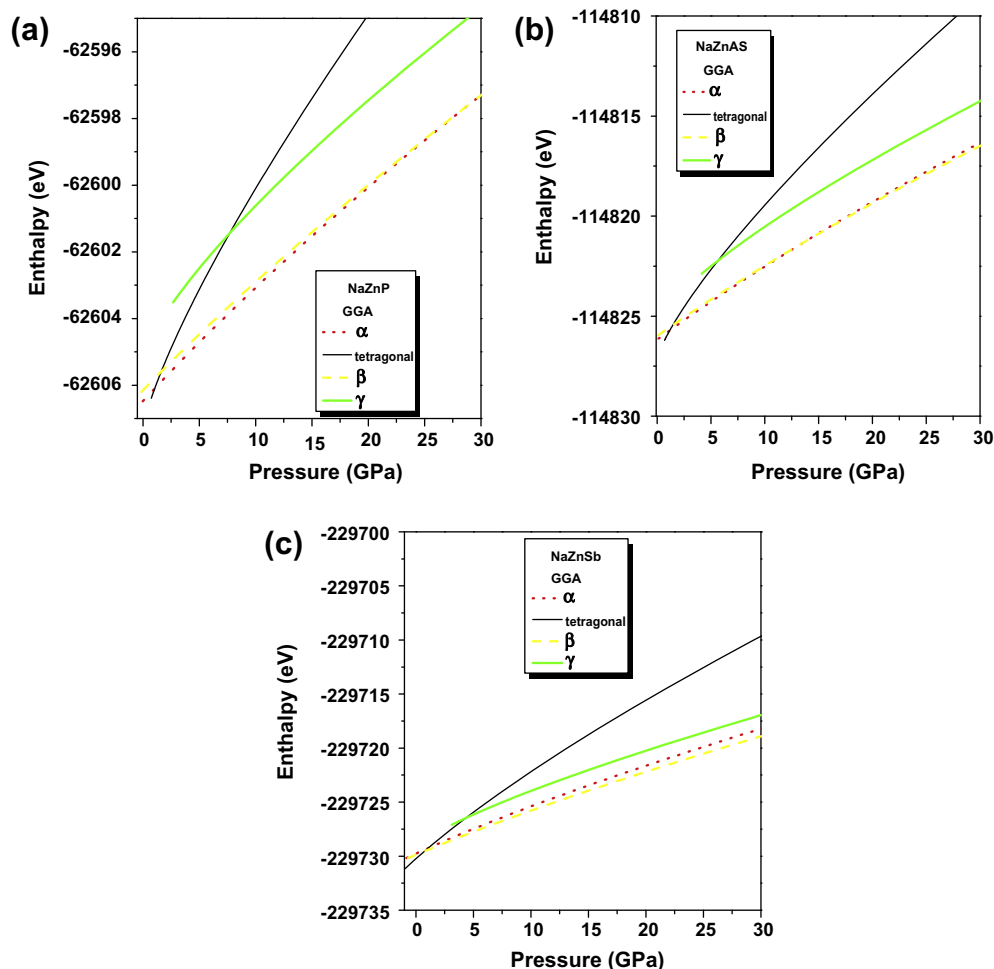 (a)
Enthalpy (eV)
-62596
-62598
-62600
-62602
-62604
-62606
NaZnP
GGA
α
tetragonal
β
γ
0 5 10 15 20 25 30
Pressure (GPa)
(b)
Enthalpy (eV)
-114810
-114815
-114820
-114825
-114830
NaZnAS
GGA
α
tetragonal
β
γ
0 5 10 15 20 25 30
Pressure (GPa)
(c)
Enthalpy (eV)
-229700
-229705
-229710
-229715
-229720
-229725
-229730
-229735
NaZnSb
GGA
α
tetragonal
β
γ
0 5 10 15 20 25 30
Pressure (GPa)